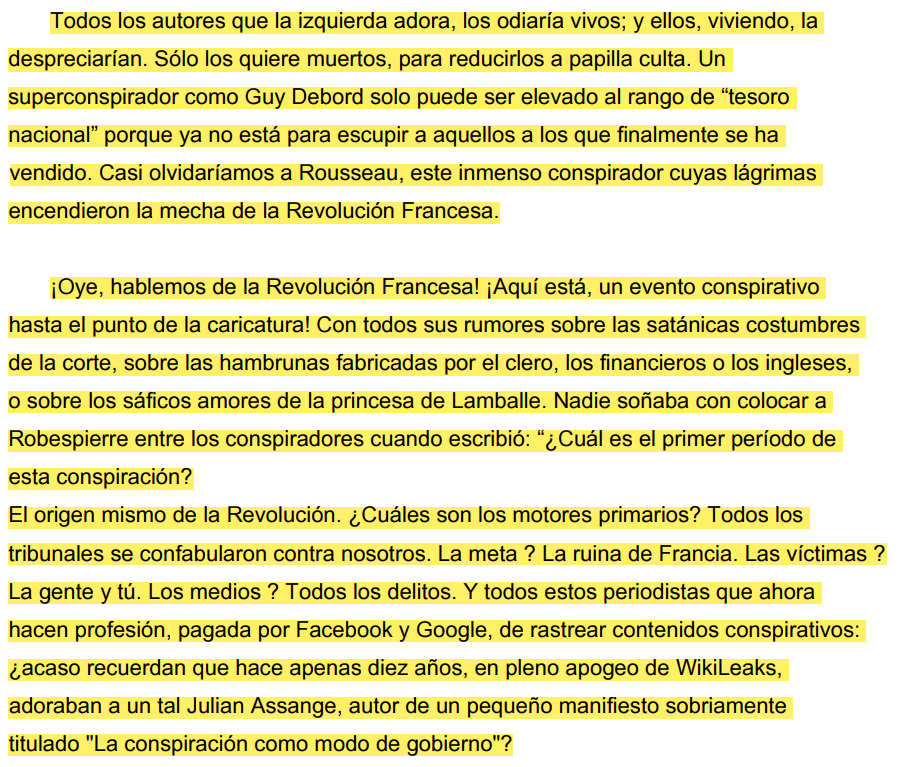 Todos los autores que la izquierda adora, los odiaría vivos; y ellos, viviendo, la
despreciarían. Sólo los quiere muertos, para reducirlos a papilla culta. Un
superconspirador como Guy Debord solo puede ser elevado al rango de “tesoro
nacional” porque ya no está para escupir a aquellos a los que finalmente se ha
vendido. Casi olvidaríamos a Rousseau, este inmenso conspirador cuyas lágrimas
encendieron la mecha de la Revolución Francesa.
¡Oye, hablemos de la Revolución Francesa! ¡Aquí está, un evento conspirativo
hasta el punto de la caricatura! Con todos sus rumores sobre las satánicas costumbres
de la corte, sobre las hambrunas fabricadas por el clero, los financieros o los ingleses,
o sobre los sáficos amores de la princesa de Lamballe. Nadie soñaba con colocar a
Robespierre entre los conspiradores cuando escribió: “¿Cuál es el primer período de
esta conspiración?
El origen mismo de la Revolución. ¿Cuáles son los motores primarios? Todos los
tribunales se confabularon contra nosotros. La meta ? La ruina de Francia. Las víctimas ?
La gente y tú. Los medios ? Todos los delitos. Y todos estos periodistas que ahora
hacen profesión, pagada por Facebook y Google, de rastrear contenidos conspirativos:
¿acaso recuerdan que hace apenas diez años, en pleno apogeo de WikiLeaks,
adoraban a un tal Julian Assange, autor de un pequeño manifiesto sobriamente
titulado "La conspiración como modo de gobierno"?